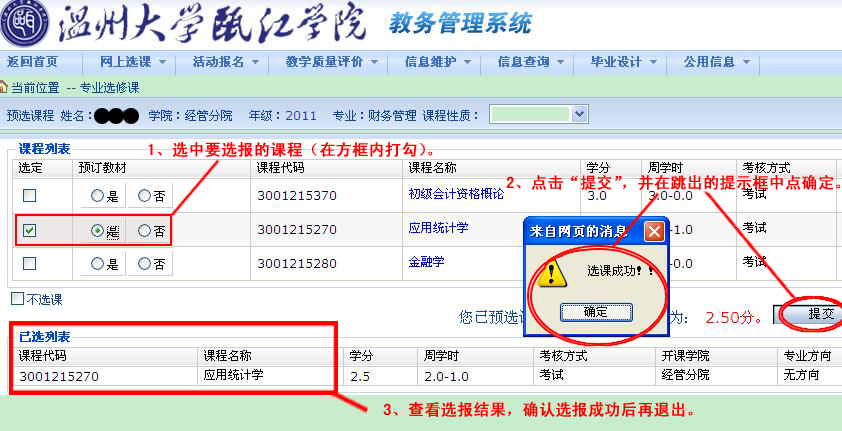 温州大学瓯江学院 教务管理系统
返回首页 网上选课 活动报名 教学质量评价 信息维护 信息查询 毕业设计 公用信息
当前位置 -- 专业选修课
预选课程 姓名： 学院：经管分院 年级：2011 专业：财务管理 课程性质：
课程列表
1、选中要选报的课程（在方框内打勾）。
选定 预订教材 课程代码 课程名称 学分 周学时 考核方式
2、点击“提交”，并在跳出的提示框中点确定。
是 否 3001215370 初级会计资格概论 3.0 3.0-0.0 考试
是 否 3001215270 应用统计学 -1.0 考试
来自网页的消息
是 否 3001215280 金融学 -0.0 考试
选课成功！！
不选课
确定
您已预选 为： 2.50分。 提交
已选列表
课程代码 课程名称 学分 周学时 考核方式 开课学院 专业方向
3001215270 应用统计学 2.5 2.0-1.0 考试 经管分院 无方向
3、查看选报结果，确认选报成功后再退出。